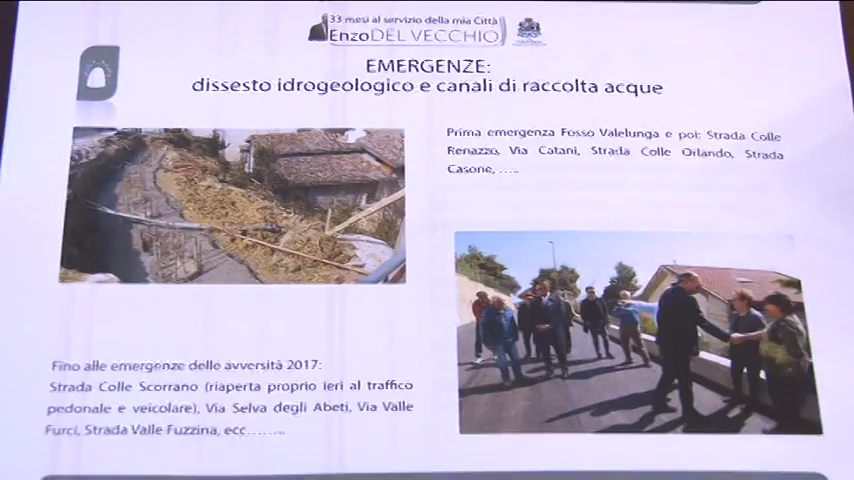 33 mesi al servizio della mia Città
Enzo DEL VECCHIO
EMERGENZE:
dissesto idrogeologico e canali di raccolta acque
Prima emergenza Fosso Valelunga e poi: Strada Colle
Renazzo, Via Catani, Strada Colle Orlando, Strada
Casone, .....
Fino alle emergenze dello avversità 2017:
Strada Colle Scorrano (riaperta proprio ieri al traffico
pedonale e veicolare), Via Selva degli Abeti, Via Valle
Furci, Strada Valle Fuzzina, ecc........